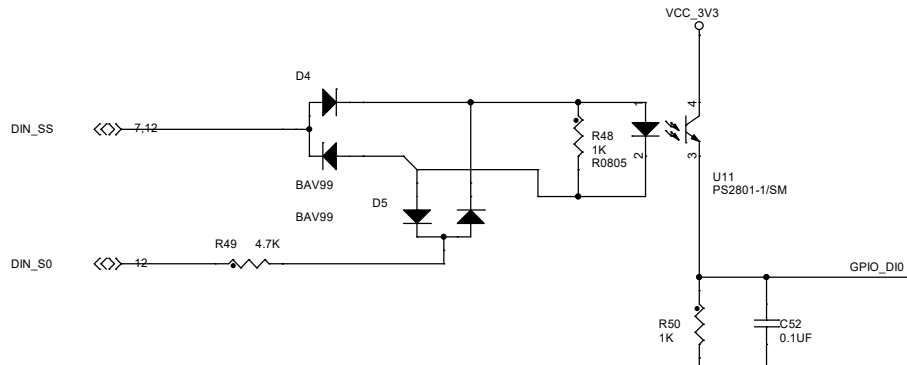 VCC_3V3
D4
DIN_SS 7,12
1
4
R48
1K
R0805
2
3
U11
PS2801-1/SM
BAV99
D5
BAV99
R49 4.7K
DIN_S0 12
GPIO_DI0
R50
1K
C52
0.1UF